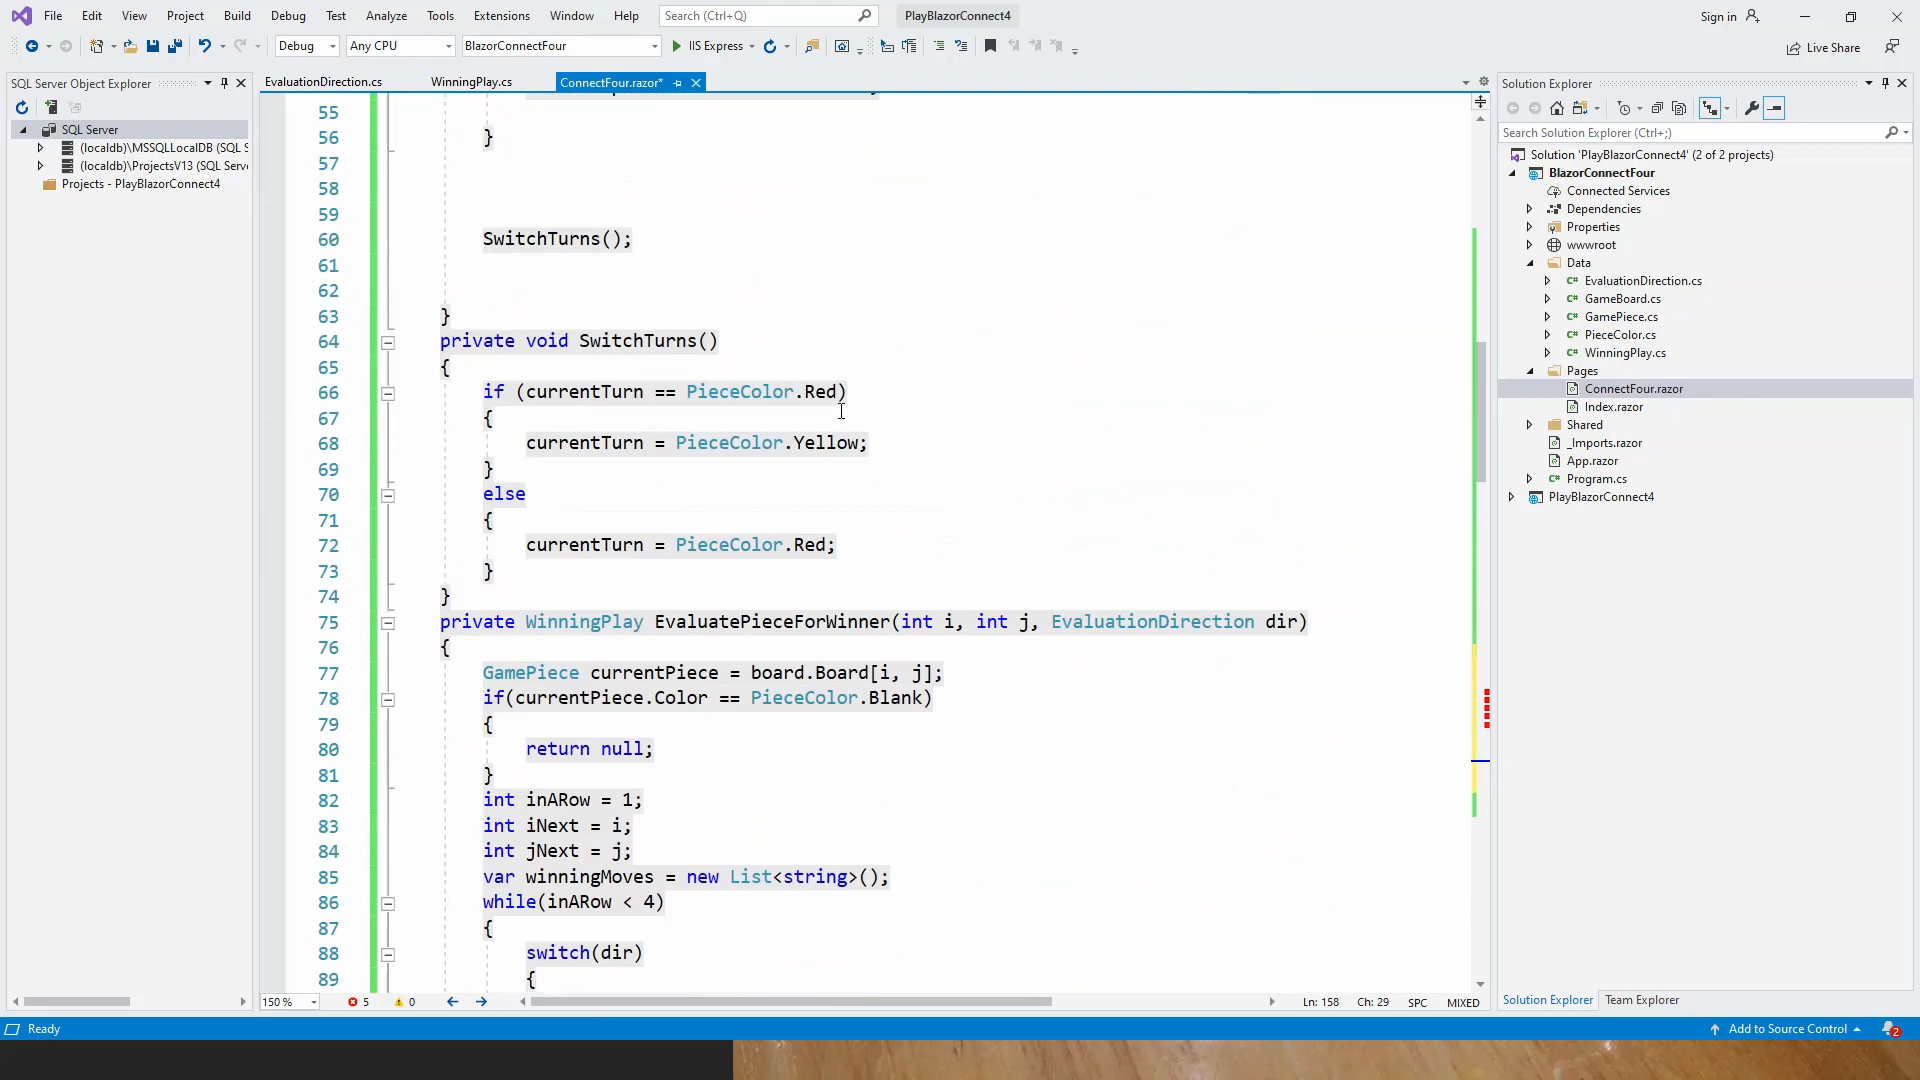 File Edit View Project Build Debug Test Analyze Tools Extensions Window Help Search (Ctrl+Q) PlayBlazorConnect4 Sign in
Debug Any CPU BlazorConnectFour IIS Express Live Share
SQL Server Object Explorer
SQL Server
(localdb)\MSSQLLocalDB (SQL S
(localdb)\ProjectsV13 (SQL Serve
Projects - PlayBlazorConnect4
EvaluationDirection.cs WinningPlay.cs ConnectFour.razor*
55
56 }
57
58
59
60 SwitchTurns();
61
62
63 }
64 private void SwitchTurns()
65 {
66 if (currentTurn == PieceColor.Red)
67 {
68 currentTurn = PieceColor.Yellow;
69 }
70 else
71 {
72 currentTurn = PieceColor.Red;
73 }
74 }
75 private WinningPlay EvaluatePieceForWinner(int i, int j, EvaluationDirection dir)
76 {
77 GamePiece currentPiece = board.Board[i, j];
78 if(currentPiece.Color == PieceColor.Blank)
79 {
80 return null;
81 }
82 int inARow = 1;
83 int iNext = i;
84 int jNext = j;
85 var winningMoves = new List<string>();
86 while(inARow < 4)
87 {
88 switch(dir)
89 {
150 % 5 0 Ln: 158 Ch: 29 SPC MIXED
Solution Explorer
Search Solution Explorer (Ctrl+;)
Solution 'PlayBlazorConnect4' (2 of 2 projects)
BlazorConnectFour
Connected Services
Dependencies
Properties
wwwroot
Data
C# EvaluationDirection.cs
C# GameBoard.cs
C# GamePiece.cs
C# PieceColor.cs
C# WinningPlay.cs
Pages
ConnectFour.razor
Index.razor
Shared
_Imports.razor
App.razor
C# Program.cs
PlayBlazorConnect4
Solution Explorer Team Explorer
Ready Add to Source Control 2